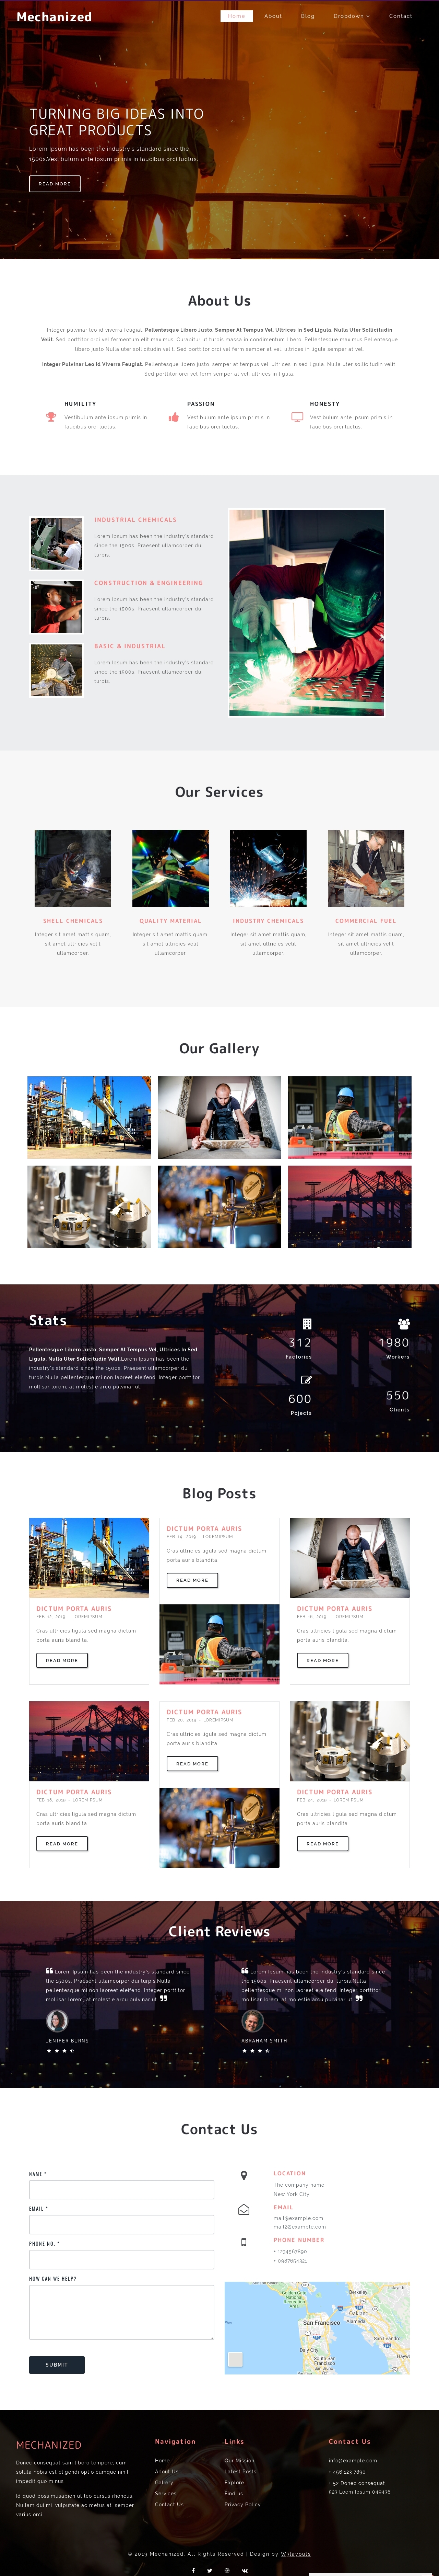 Mechanized
Home
About
Blog
Dropdown
Contact
TURNING BIG IDEAS INTO
GREAT PRODUCTS
Lorem Ipsum has been the industry's standard since the
1500s.Vestibulum ante ipsum primis in faucibus orci luctus.
READ MORE
About Us
Integer pulvinar leo id viverra feugiat. Pellentesque Libero Justo, Semper At Tempus Vel, Ultrices In Sed Ligula. Nulla Uter Sollicitudin
Velit. Sed porttitor orci vel fermentum elit maximus. Curabitur ut turpis massa in condimentum libero. Pellentesque maximus Pellentesque
libero justo Nulla uter sollicitudin velit. Sed porttitor orci vel ferm semper at vel, ultrices in ligula semper at vel.
Integer Pulvinar Leo Id Viverra Feugiat. Pellentesque libero justo, semper at tempus vel, ultrices in sed ligula. Nulla uter sollicitudin velit.
Sed porttitor orci vel ferm semper at vel, ultrices in ligula.
HUMILITY
Vestibulum ante ipsum primis in
faucibus orci luctus.
PASSION
Vestibulum ante ipsum primis in
faucibus orci luctus.
HONESTY
Vestibulum ante ipsum primis in
faucibus orci luctus.
INDUSTRIAL CHEMICALS
Lorem Ipsum has been the industry's standard
since the 1500s. Praesent ullamcorper dui
turpis.
CONSTRUCTION & ENGINEERING
Lorem Ipsum has been the industry's standard
since the 1500s. Praesent ullamcorper dui
turpis.
BASIC & INDUSTRIAL
Lorem Ipsum has been the industry's standard
since the 1500s. Praesent ullamcorper dui
turpis.
Our Services
SHELL CHEMICALS
Integer sit amet mattis quam,
sit amet ultricies velit
ullamcorper
QUALITY MATERIAL
Integer sit amet mattis quam,
sit amet ultricies velit
ullamcorper.
INDUSTRY CHEMICALS
Integer sit amet mattis quam,
sit amet ultricies velit
ullamcorper
COMMERCIAL FUEL
Integer sit amet mattis quam,
sit amet ultricies velit
ullamcorper
Our Gallery
Stats
Pellentesque Libero Justo, Semper At Tempus Vel, Ultrices In Sed
Ligula. Nulla Uter Sollicitudin Velit.Lorem Ipsum has been the
industry's standard since the 1500s. Praesent ullamcorper dui
turpis.Nulla pellentesque mi non laoreet eleifend. Integer porttitor
mollisar lorem, at molestie arcu pulvinar ut.
312
Factories
1980
Workers
600
Pojects
550
Clients
Blog Posts
DICTUM PORTA AURIS
FEB 12, 2019 - LOREMIPSUM
Cras ultricies ligula sed magna dictum
porta auris blandita.
READ MORE
DICTUM PORTA AURIS
FEB 14, 2019 - LOREMIPSUM
Cras ultricies ligula sed magna dictum
porta auris blandita.
READ MORE
DICTUM PORTA AURIS
FEB 16, 2019 - LOREMIPSUM
Cras ultricies ligula sed magna dictum
porta auris blandita.
READ MORE
DICTUM PORTA AURIS
FEB 18, 2019 - LOREMIPSUM
Cras ultricies ligula sed magna dictum
porta auris blandita.
READ MORE
DICTUM PORTA AURIS
FEB 20, 2019 - LOREMIPSUM
Cras ultricies ligula sed magna dictum
porta auris blandita.
READ MORE
DICTUM PORTA AURIS
FEB 24, 2019 - LOREMIPSUM
Cras ultricies ligula sed magna dictum
porta auris blandita.
READ MORE
Client Reviews
Lorem Ipsum has been the industry's standard since
the 1500s. Praesent ullamcorper dui turpis.Nulla
pellentesque mi non laoreet eleifend. Integer porttitor
mollisar lorem, at molestie arcu pulvinar ut.
JENIFER BURNS
Lorem Ipsum has been the industry's standard since
the 1500s. Praesent ullamcorper dui turpis.Nulla
pellentesque mi non laoreet eleifend. Integer porttitor
mollisar lorem, at molestie arcu pulvinar ut.
ABRAHAM SMITH
Contact Us
NAME *
EMAIL *
PHONE NO. *
HOW CAN WE HELP?
SUBMIT
LOCATION
The company name
New York City
EMAIL
mail@example.com
mail2@example.com
PHONE NUMBER
+ 1234567890
+ 0987654321
Golden Gate
National
Recreation
Area
Berkeley
San Francisco
Oakland
Alameda
Daly City
San Leandro
South San
Francisco
San Bruno
MECHANIZED
Donec consequat sam libero tempore, cum
soluta nobis est eligendi optio cumque nihil
impedit quo minus
Id quod possimusapien ut leo cursus rhoncus.
Nullam dui mi, vulputate ac metus at, semper
varius orci.
Navigation
Home
About Us
Gallery
Services
Contact Us
Links
Our Mission
Latest Posts
Explore
Find us
Privacy Policy
Contact Us
info@example.com
+ 456 123 7890
+ 52 Donec consequat,
523 Loem Ipsum 049436.
© 2019 Mechanized. All Rights Reserved | Design by W3layouts